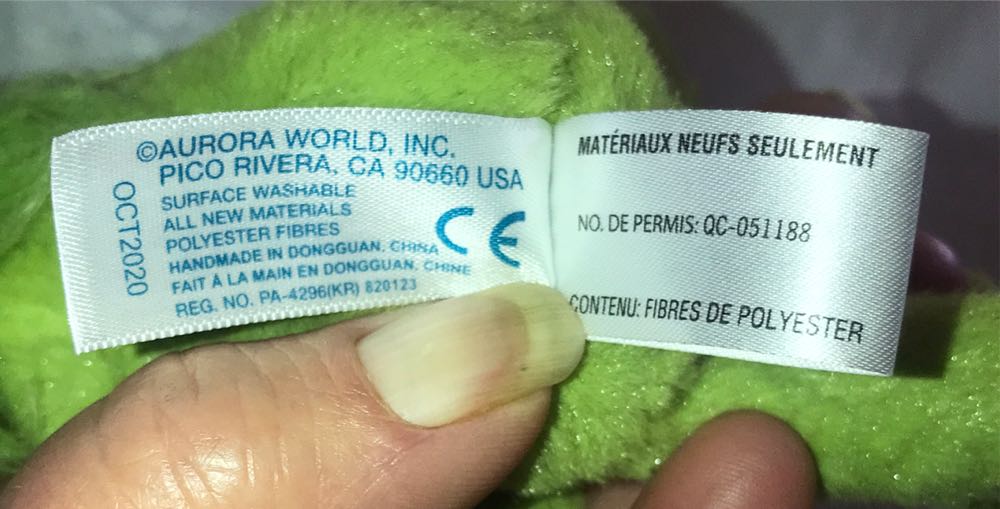 ©AURORA WORLD, INC.
PICO RIVERA, CA 90660 USA
SURFACE WASHABLE
ALL NEW MATERIALS
POLYESTER FIBRES
HANDMADE IN DONGGUAN, CHINA
FAIT À LA MAIN EN DONGGUAN, CHINE
REG. NO. PA-4296(KR) 820123
OCT2020
CE
MATÉRIAUX NEUFS SEULEMENT
NO. DE PERMIS: QC-051188
CONTENU: FIBRES DE POLYESTER